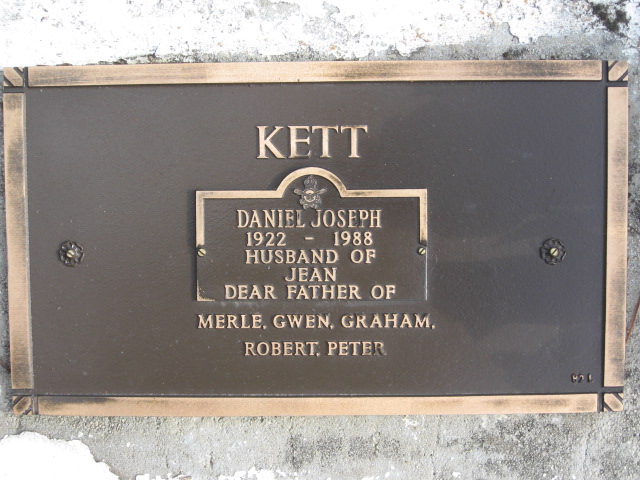 KETT
DANIEL JOSEPH
1922 - 1988
HUSBAND OF
JEAN
DEAR FATHER OF
MERLE, GWEN, GRAHAM,
ROBERT, PETER